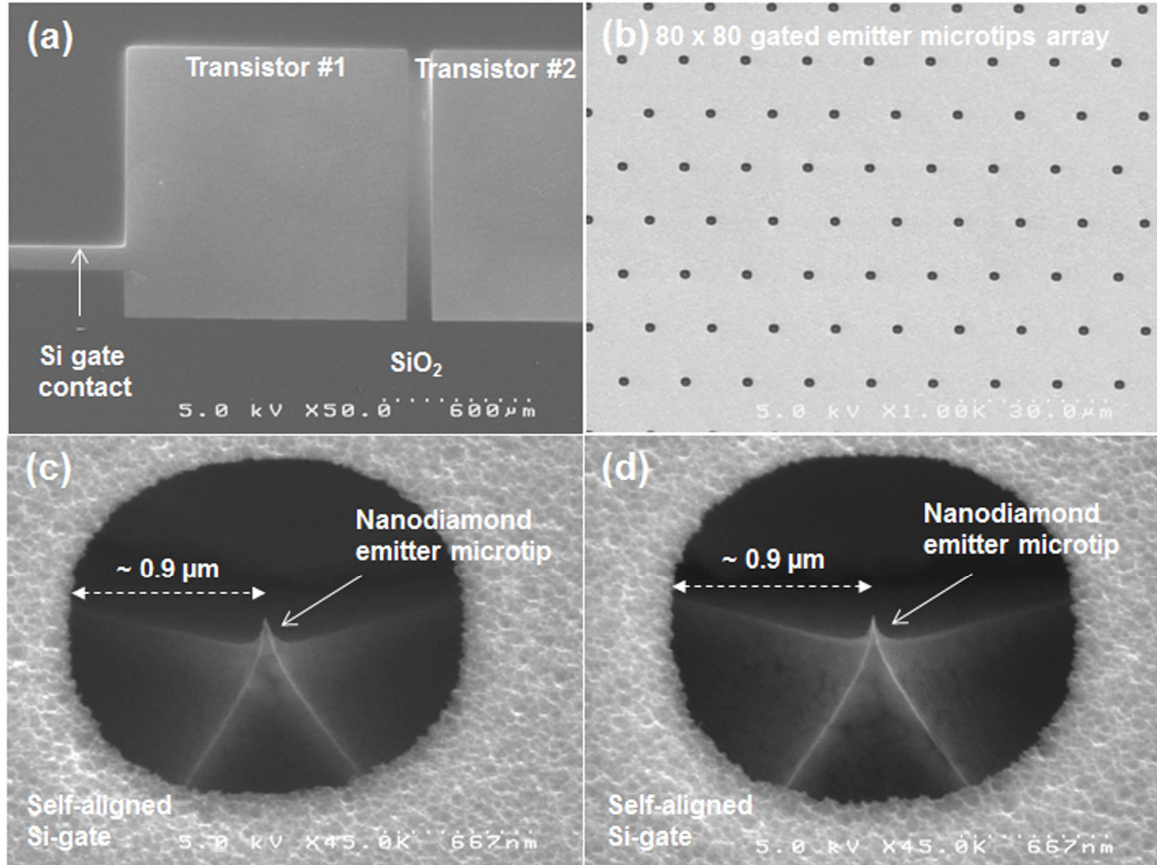 (a)
Transistor #1
Transistor #2
Si gate
contact
SiO₂
5.0 kV X50.0 600µm
(b)
80 x 80 gated emitter microtips array
5.0 kV X1.00K 30.0µm
(c)
Nanodiamond
emitter microtip
~ 0.9 µm
Self-aligned
Si-gate
5.0 kV X45.0K 667nm
(d)
Nanodiamond
emitter microtip
~ 0.9 µm
Self-aligned
Si-gate
5.0 kV X45.0K 667nm